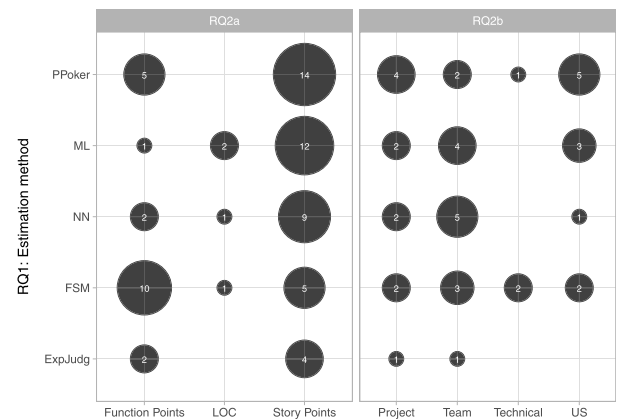 RQ2a RQ2b
RQ1: Estimation method
PPoker 5 14 4 2 1 5
ML 1 2 12 2 4 3
NN 2 1 9 2 5 1
FSM 10 1 5 2 3 2 2
ExpJudg 2 4 1 1
Function Points LOC Story Points Project Team Technical US